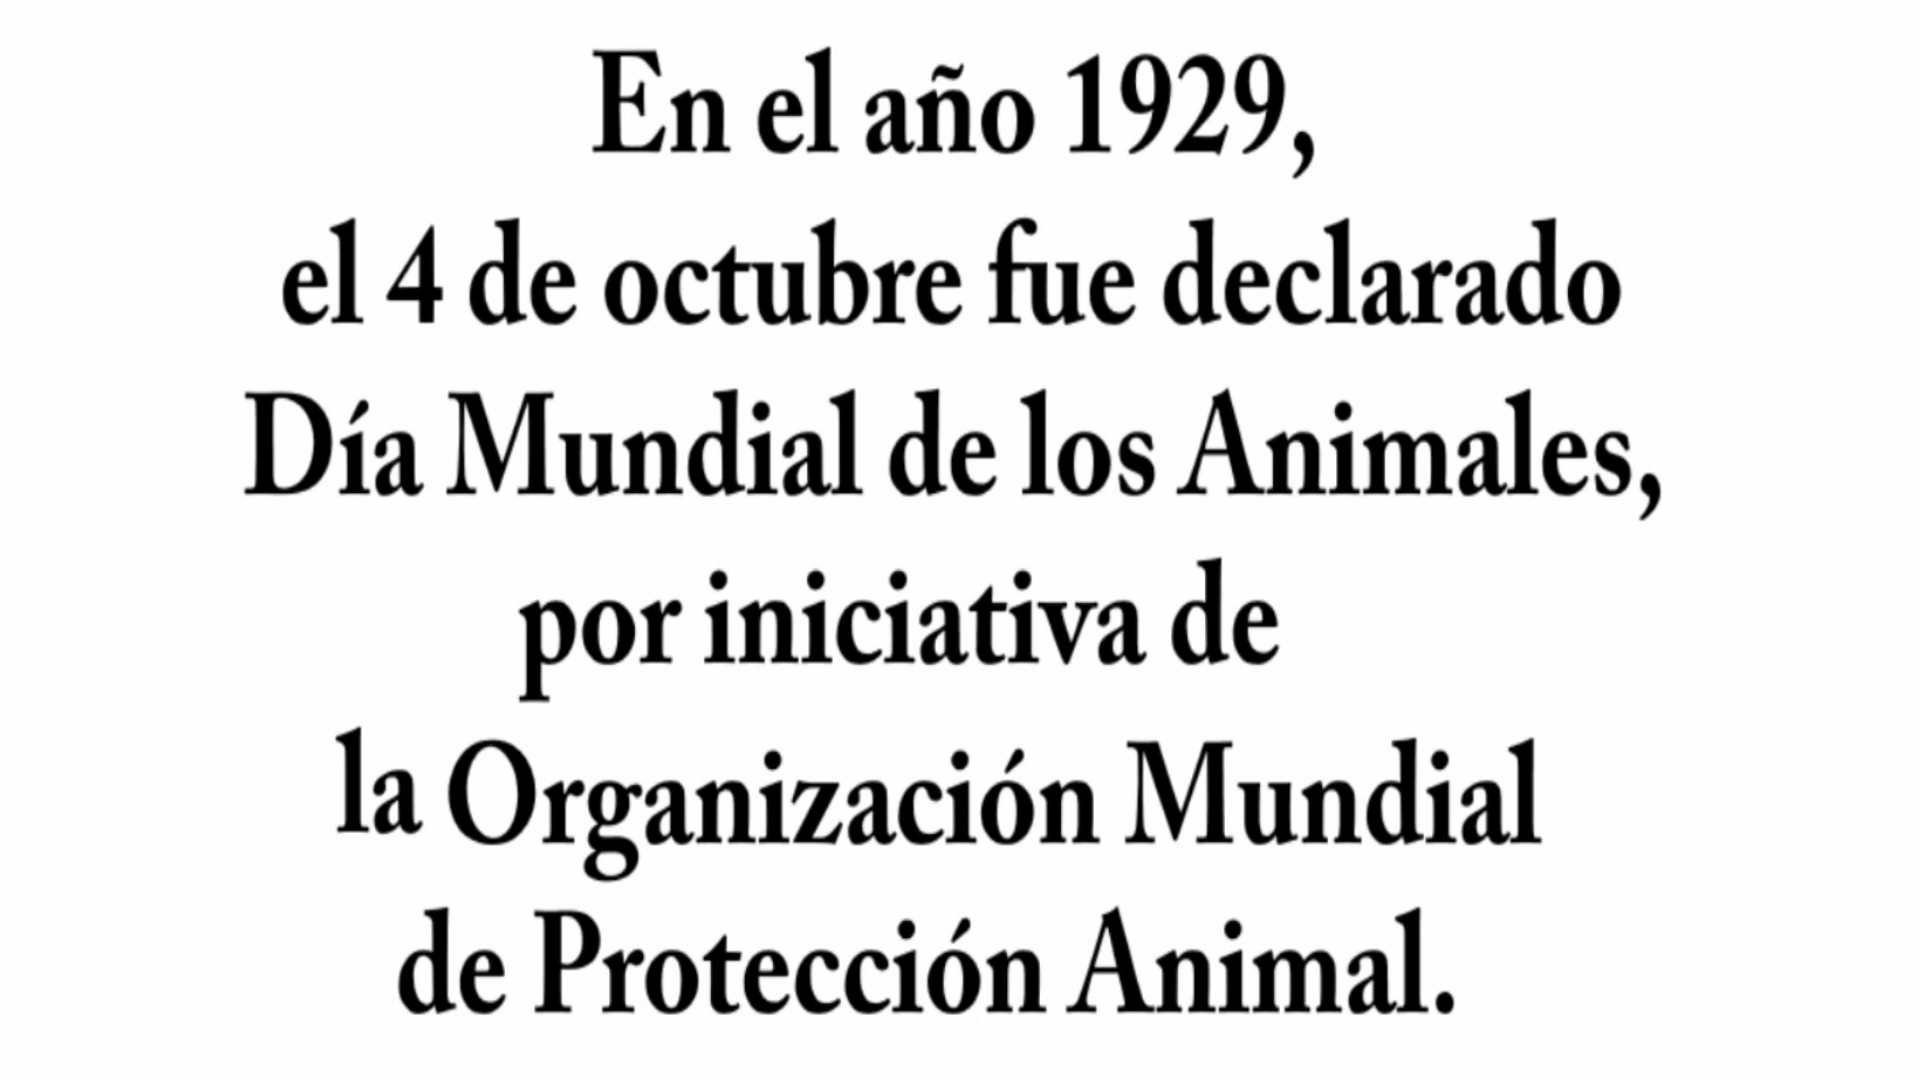 En el año 1929,
el 4 de octubre fue declarado
Día Mundial de los Animales,
por iniciativa de
la Organización Mundial
de Protección Animal.